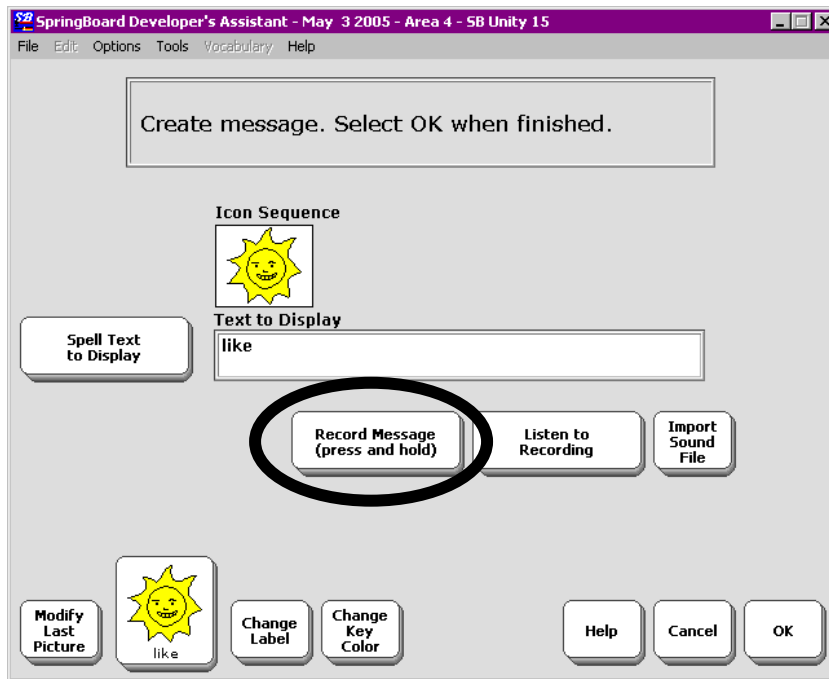 SB SpringBoard Developer's Assistant - May 3 2005 - Area 4 - SB Unity 15
File Edit Options Tools Vocabulary Help
Create message. Select OK when finished.
Icon Sequence
Text to Display
Spell Text
to Display
like
Record Message
(press and hold)
Listen to
Recording
Import
Sound
File
Modify
Last
Picture
like
Change
Label
Change
Key
Color
Help
Cancel
OK